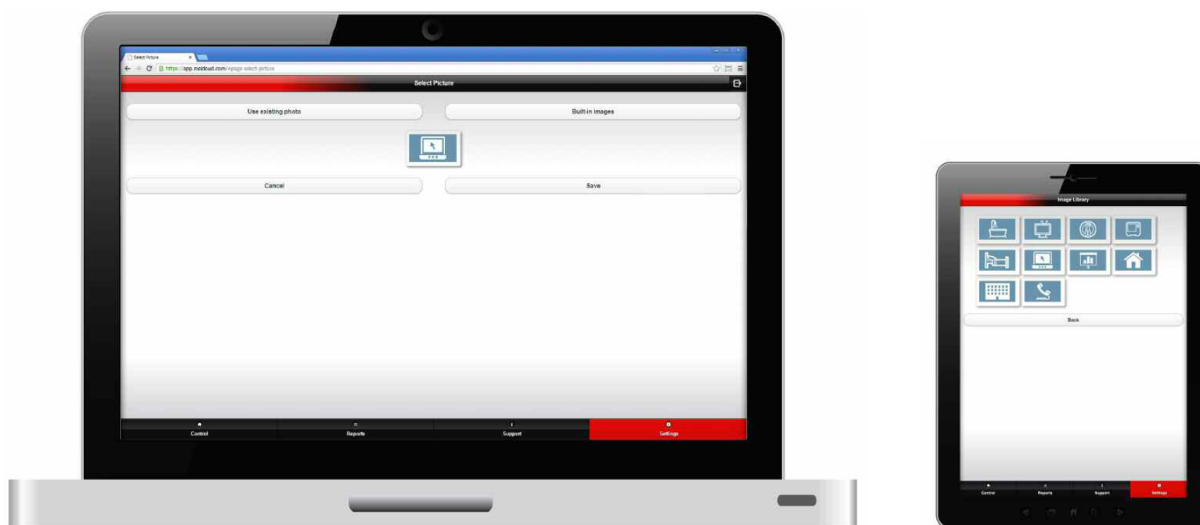 Select Picture
https://app.melcloud.com/#page-select-picture
Select Picture
Use existing photo
Built-in images
Cancel
Save
Control
Reports
Support
Settings
Image Library
Back
Control
Reports
Support
Settings